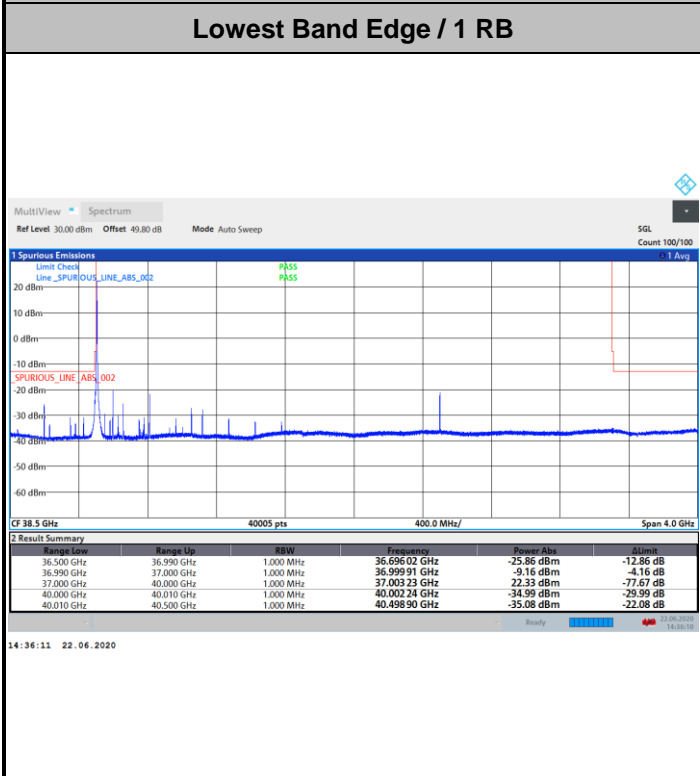 Lowest Band Edge / 1 RB
MultiView Spectrum
Ref Level 30.00 dBm Offset 49.80 dB Mode Auto Sweep SGL
Count 100/100
1 Spurious Emissions 1 Avg
Limit Check PASS
Line _SPURIOUS_LINE_ABS_002 PASS
20 dBm
10 dBm
0 dBm
-10 dBm
_SPURIOUS_LINE_ABS_002
-20 dBm
-30 dBm
-40 dBm
-50 dBm
-60 dBm
CF 38.5 GHz 40005 pts 400.0 MHz/ Span 4.0 GHz
2 Result Summary
Range Low Range Up RBW Frequency Power Abs ΔLimit
36.500 GHz 36.990 GHz 1.000 MHz 36.696 02 GHz -25.86 dBm -12.86 dB
36.990 GHz 37.000 GHz 1.000 MHz 36.999 91 GHz -9.16 dBm -4.16 dB
37.000 GHz 40.000 GHz 1.000 MHz 37.003 23 GHz 22.33 dBm -77.67 dB
40.000 GHz 40.010 GHz 1.000 MHz 40.002 24 GHz -34.99 dBm -29.99 dB
40.010 GHz 40.500 GHz 1.000 MHz 40.498 90 GHz -35.08 dBm -22.08 dB
Ready 22.06.2020
14:36:10
14:36:11 22.06.2020